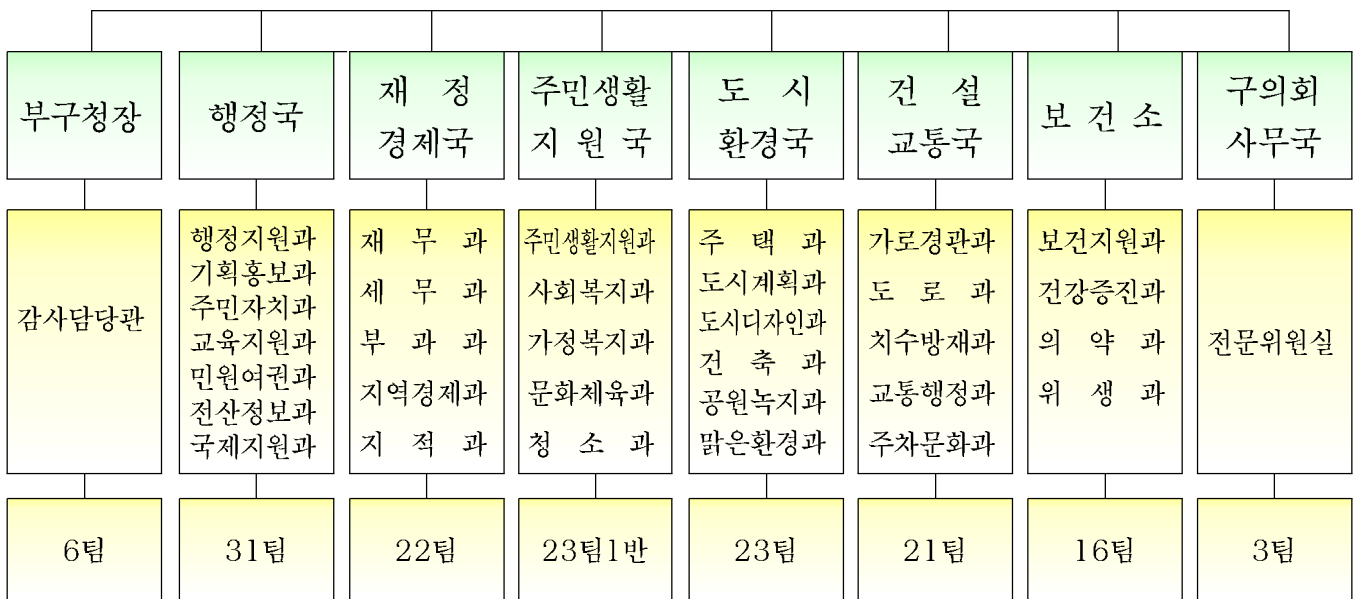 부구청장
행정국
재 정
경제국
주민생활
지 원 국
도 시
환경국
건 설
교통국
보 건 소
구의회
사무국
감사담당관
행정지원과
기획홍보과
주민자치과
교육지원과
민원여권과
전산정보과
국제지원과
재 무 과
세 무 과
부 과 과
지역경제과
지 적 과
주민생활지원과
사회복지과
가정복지과
문화체육과
청 소 과
주 택 과
도시계획과
도시디자인과
건 축 과
공원녹지과
맑은환경과
가로경관과
도 로 과
치수방재과
교통행정과
주차문화과
보건지원과
건강증진과
의 약 과
위 생 과
전문위원실
6팀
31팀
22팀
23팀1반
23팀
21팀
16팀
3팀